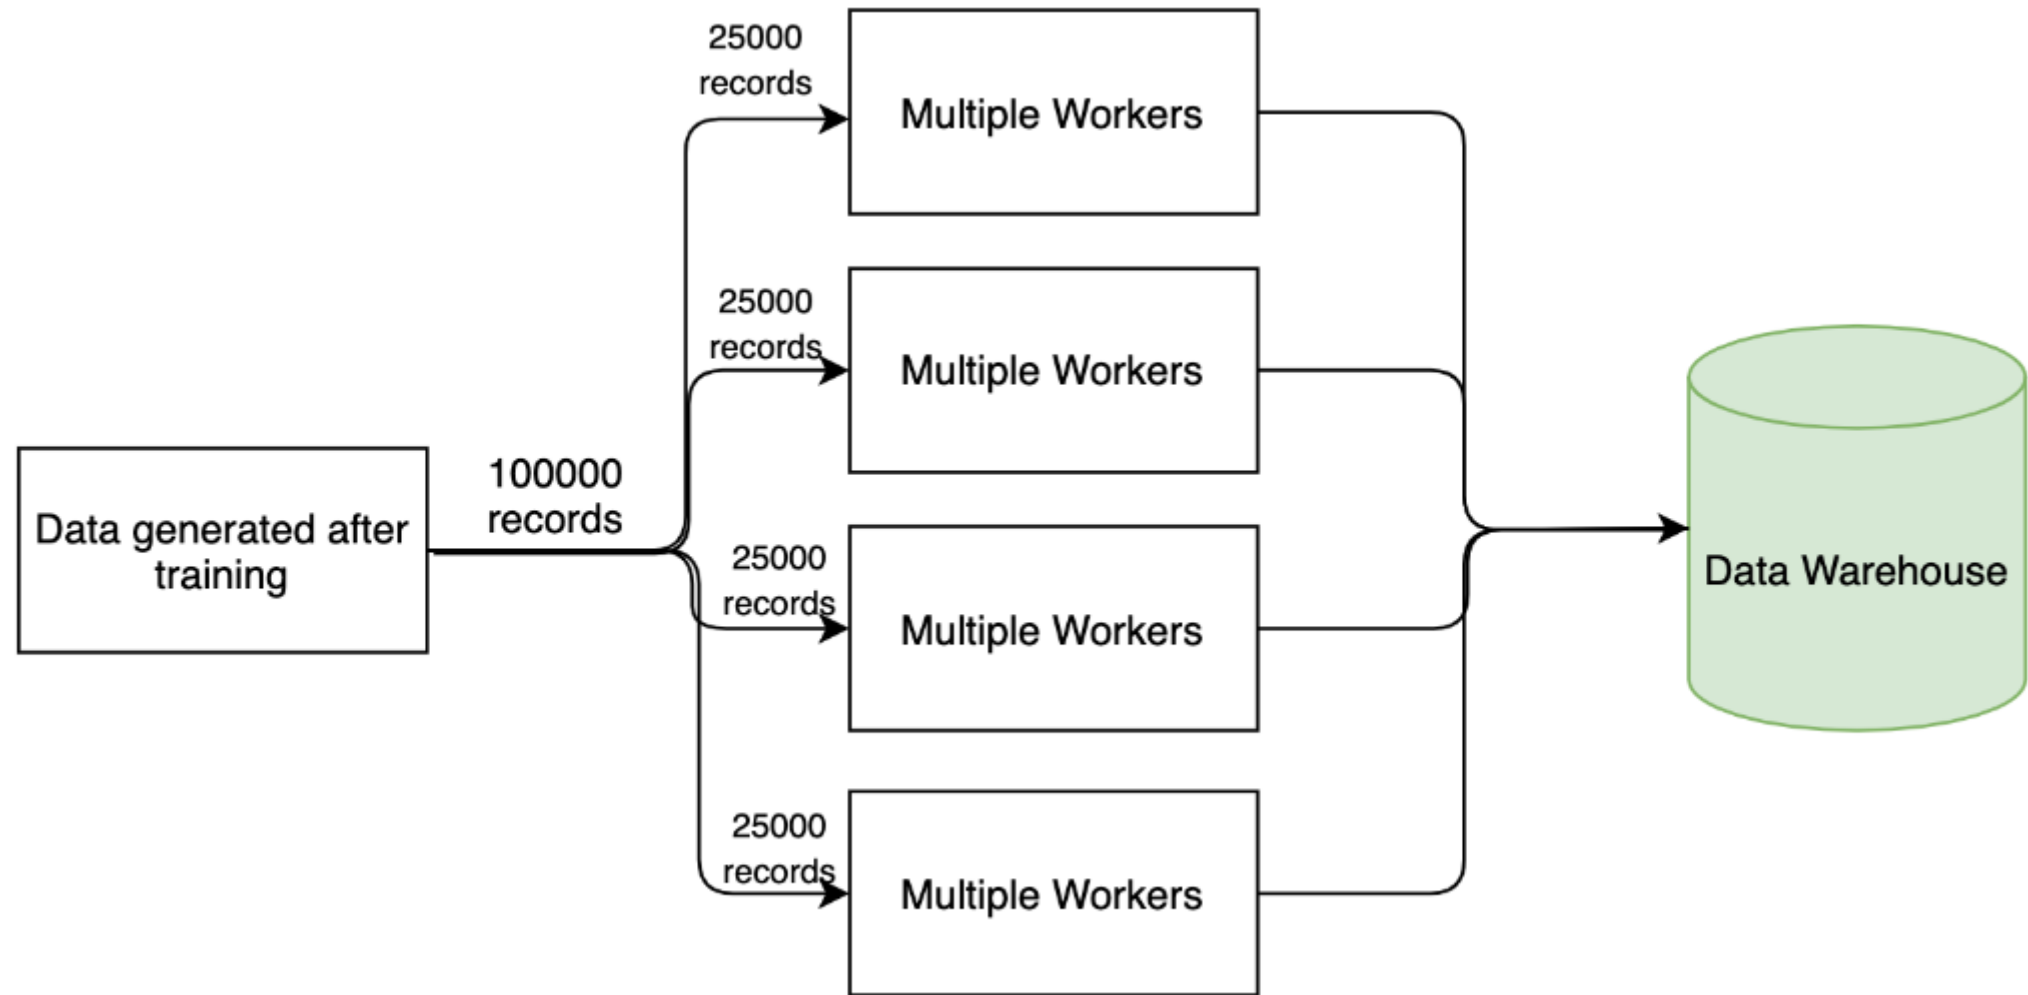 25000
records
Multiple Workers
25000
records
Multiple Workers
Data generated after
training
100000
records
25000
records
Multiple Workers
25000
records
Multiple Workers
Data Warehouse